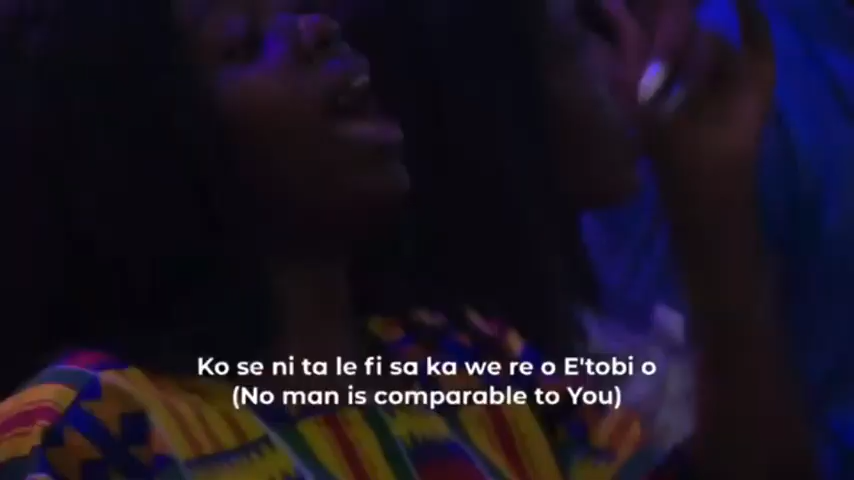 Ko se ni ta le fi sa ka we re o E'tobi o
(No man is comparable to You)